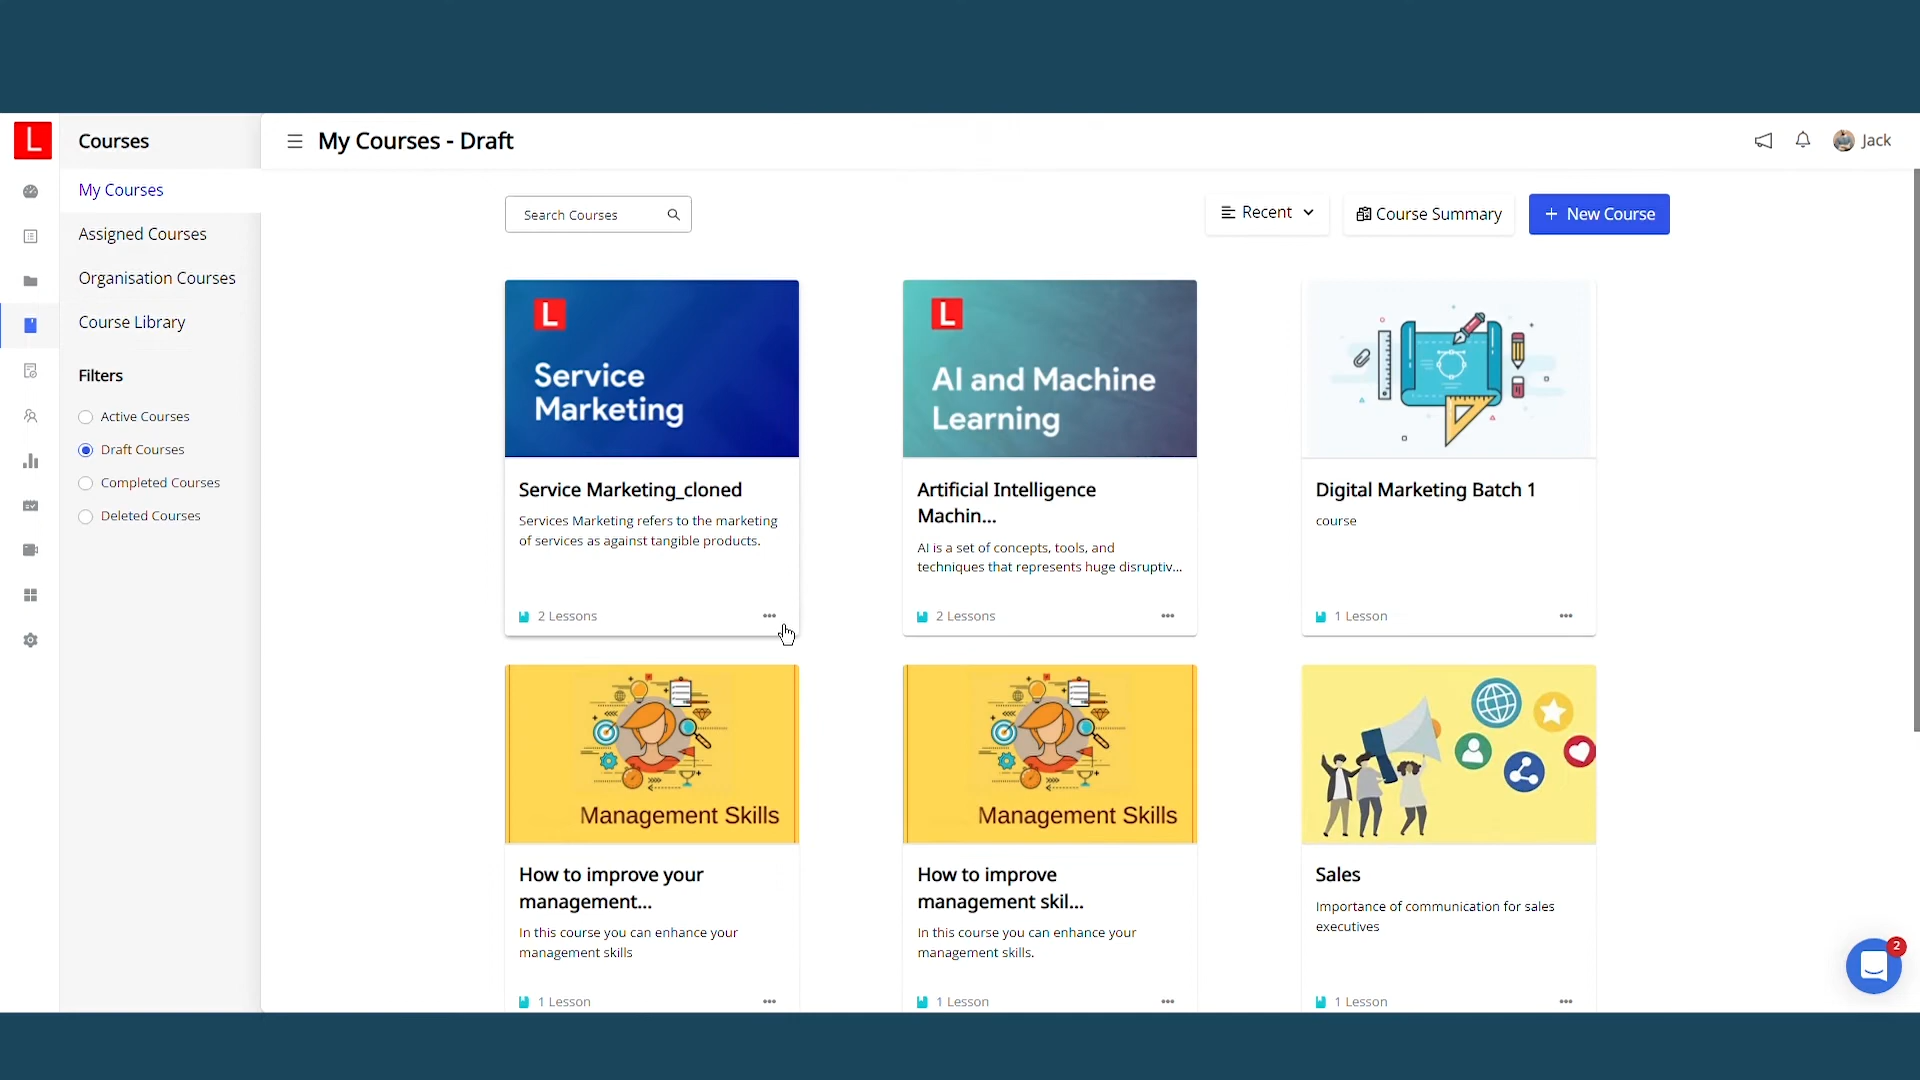 L
Courses
My Courses
Assigned Courses
Organisation Courses
Course Library
Filters
Active Courses
Draft Courses
Completed Courses
Deleted Courses
My Courses - Draft
Jack
Search Courses
Recent
Course Summary
+ New Course
L
Service
Marketing
Service Marketing_cloned
Services Marketing refers to the marketing
of services as against tangible products.
2 Lessons
L
AI and Machine
Learning
Artificial Intelligence
Machin...
AI is a set of concepts, tools, and
techniques that represents huge disruptiv...
2 Lessons
Digital Marketing Batch 1
course
1 Lesson
Management Skills
How to improve your
management...
In this course you can enhance your
management skills
1 Lesson
Management Skills
How to improve
management skil...
In this course you can enhance your
management skills.
1 Lesson
Sales
Importance of communication for sales
executives
1 Lesson
2